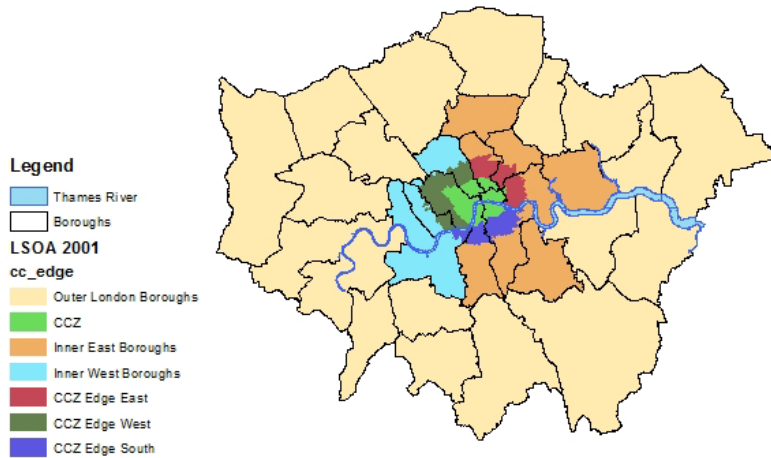 Legend
Thames River
Boroughs
LSOA 2001
cc_edge
Outer London Boroughs
CCZ
Inner East Boroughs
Inner West Boroughs
CCZ Edge East
CCZ Edge West
CCZ Edge South